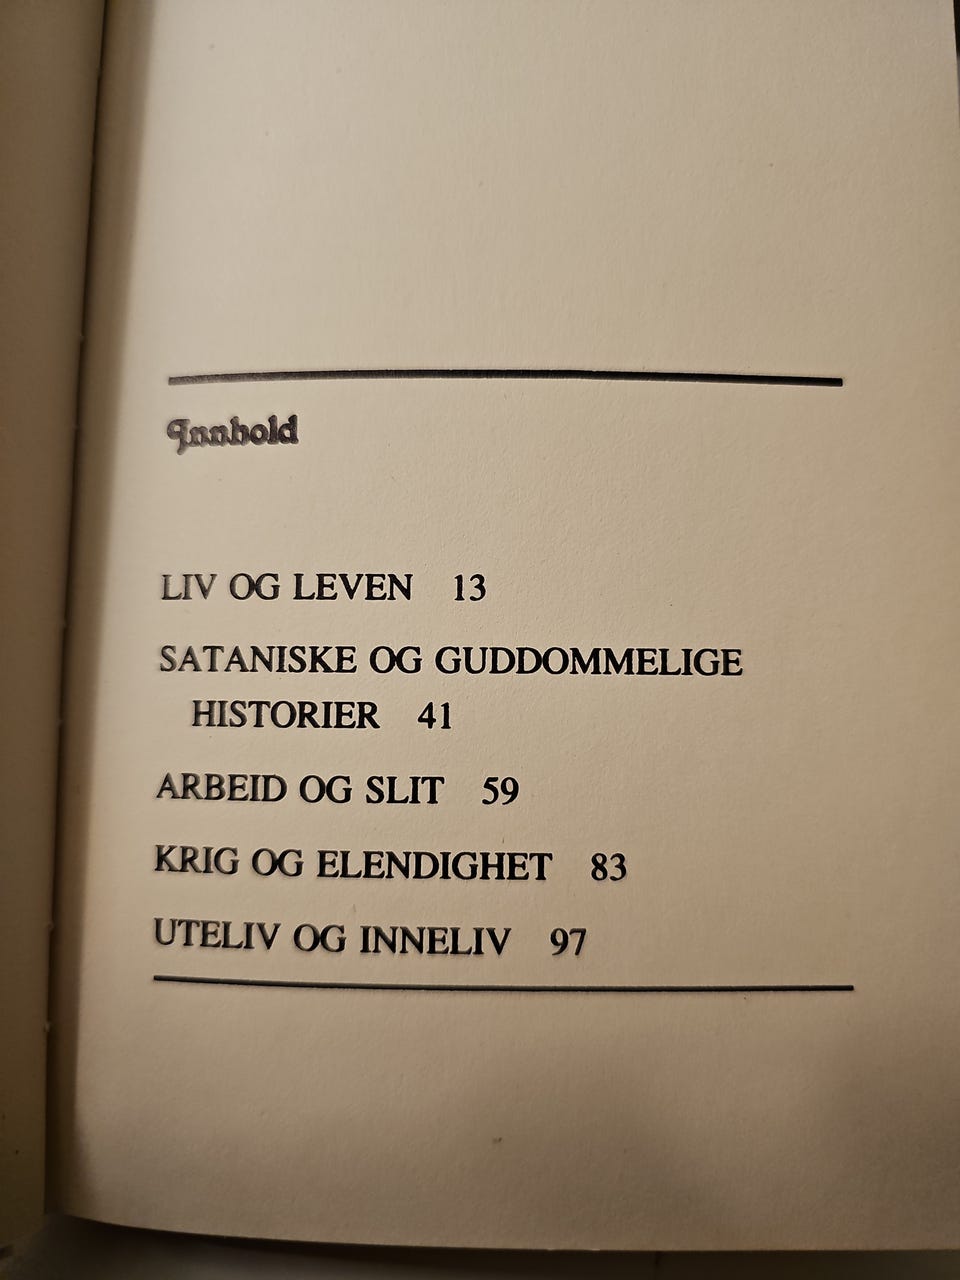 Innhold
LIV OG LEVEN 13
SATANISKE OG GUDDOMMELIGE
HISTORIER 41
ARBEID OG SLIT 59
KRIG OG ELENDIGHET 83
UTELIV OG INNELIV 97